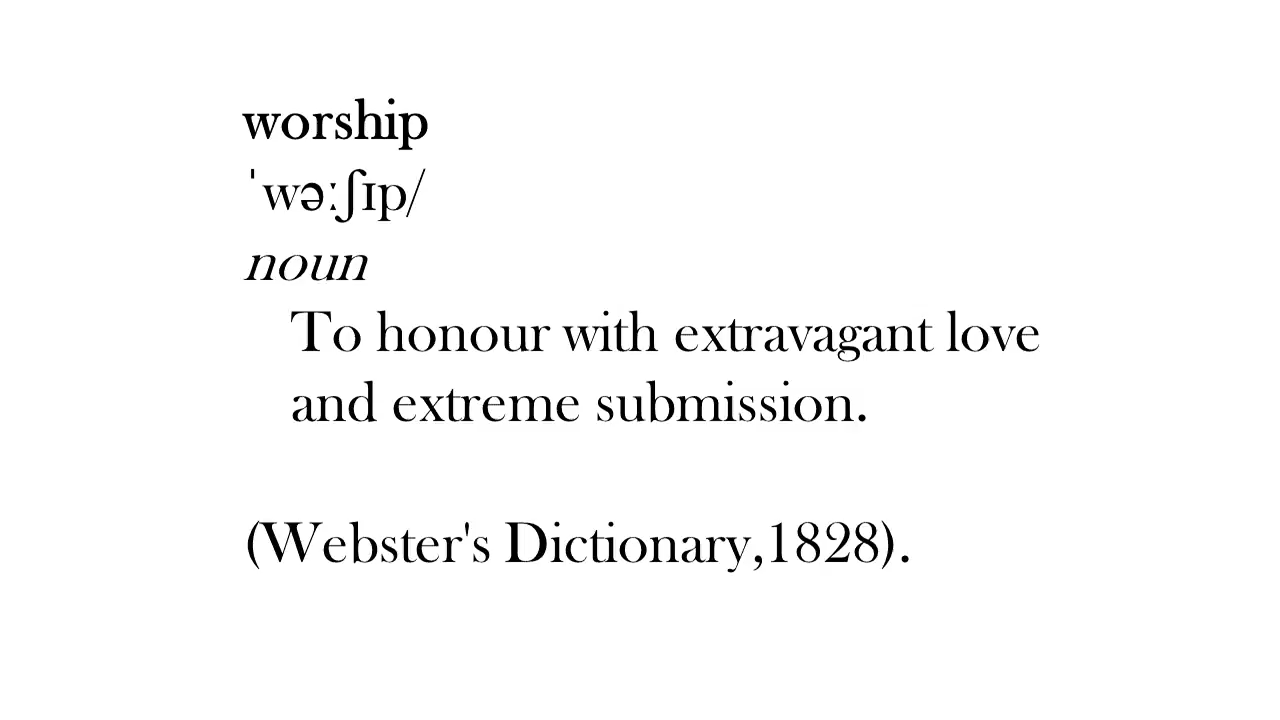 worship
ˈwəːʃɪp/
noun
To honour with extravagant love
and extreme submission.
(Webster's Dictionary,1828).